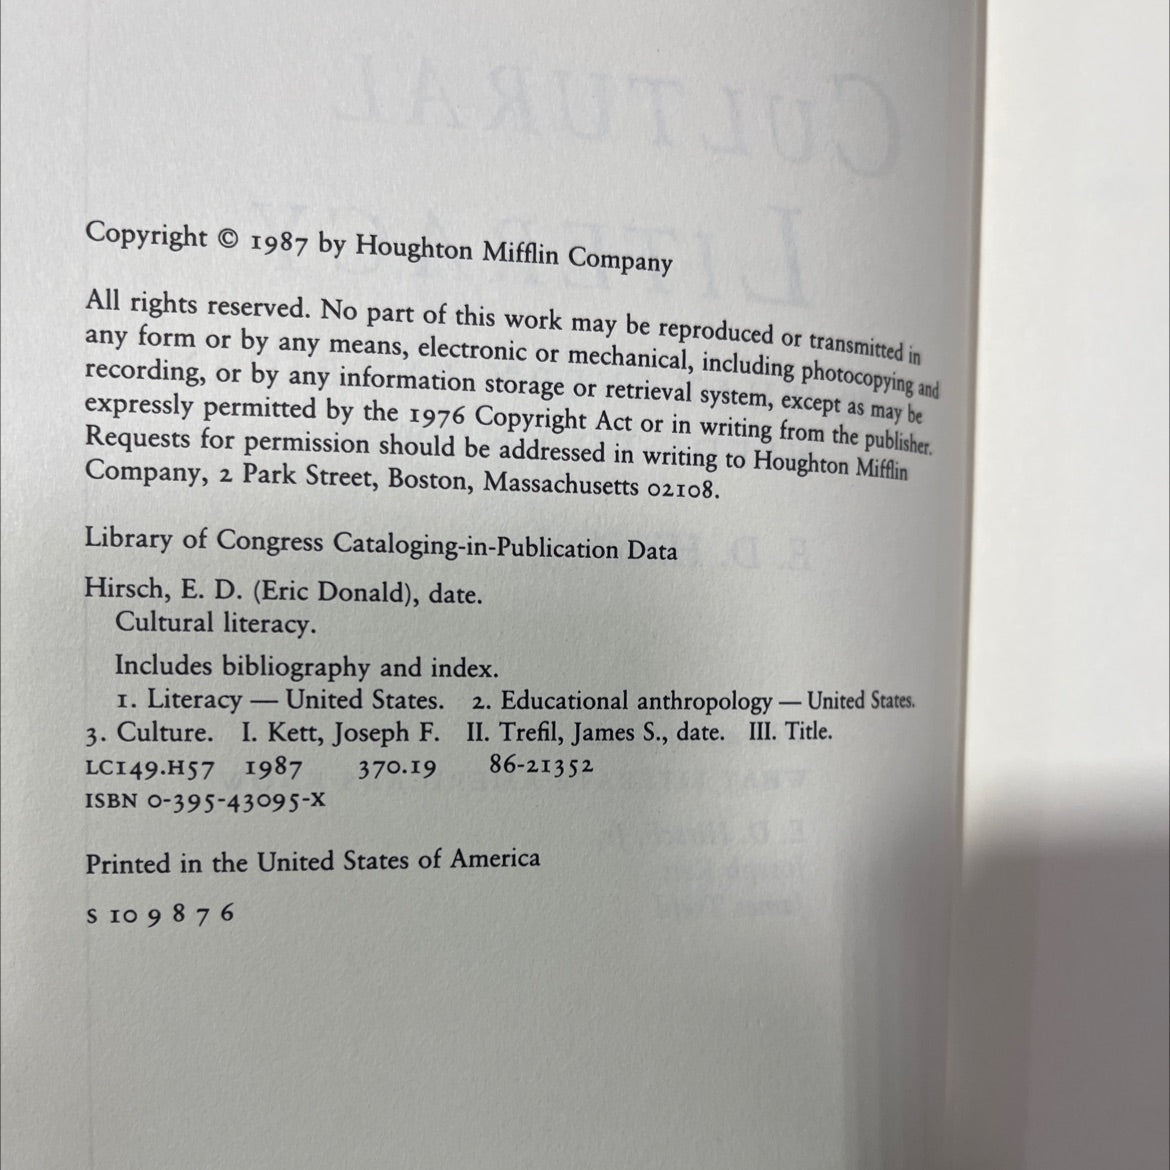 Copyright © 1987 by Houghton Mifflin Company
All rights reserved. No part of this work may be reproduced or transmitted in
any form or by any means, electronic or mechanical, including photocopying and
recording, or by any information storage or retrieval system, except as may be
expressly permitted by the 1976 Copyright Act or in writing from the publisher.
Requests for permission should be addressed in writing to Houghton Mifflin
Company, 2 Park Street, Boston, Massachusetts 02108.
Library of Congress Cataloging-in-Publication Data
Hirsch, E. D. (Eric Donald), date.
Cultural literacy.
Includes bibliography and index.
1. Literacy — United States. 2. Educational anthropology — United States.
3. Culture. I. Kett, Joseph F. II. Trefil, James S., date. III. Title.
LC149.H57 1987 370.19 86-21352
ISBN 0-395-43095-X
Printed in the United States of America
S 10 9 8 7 6